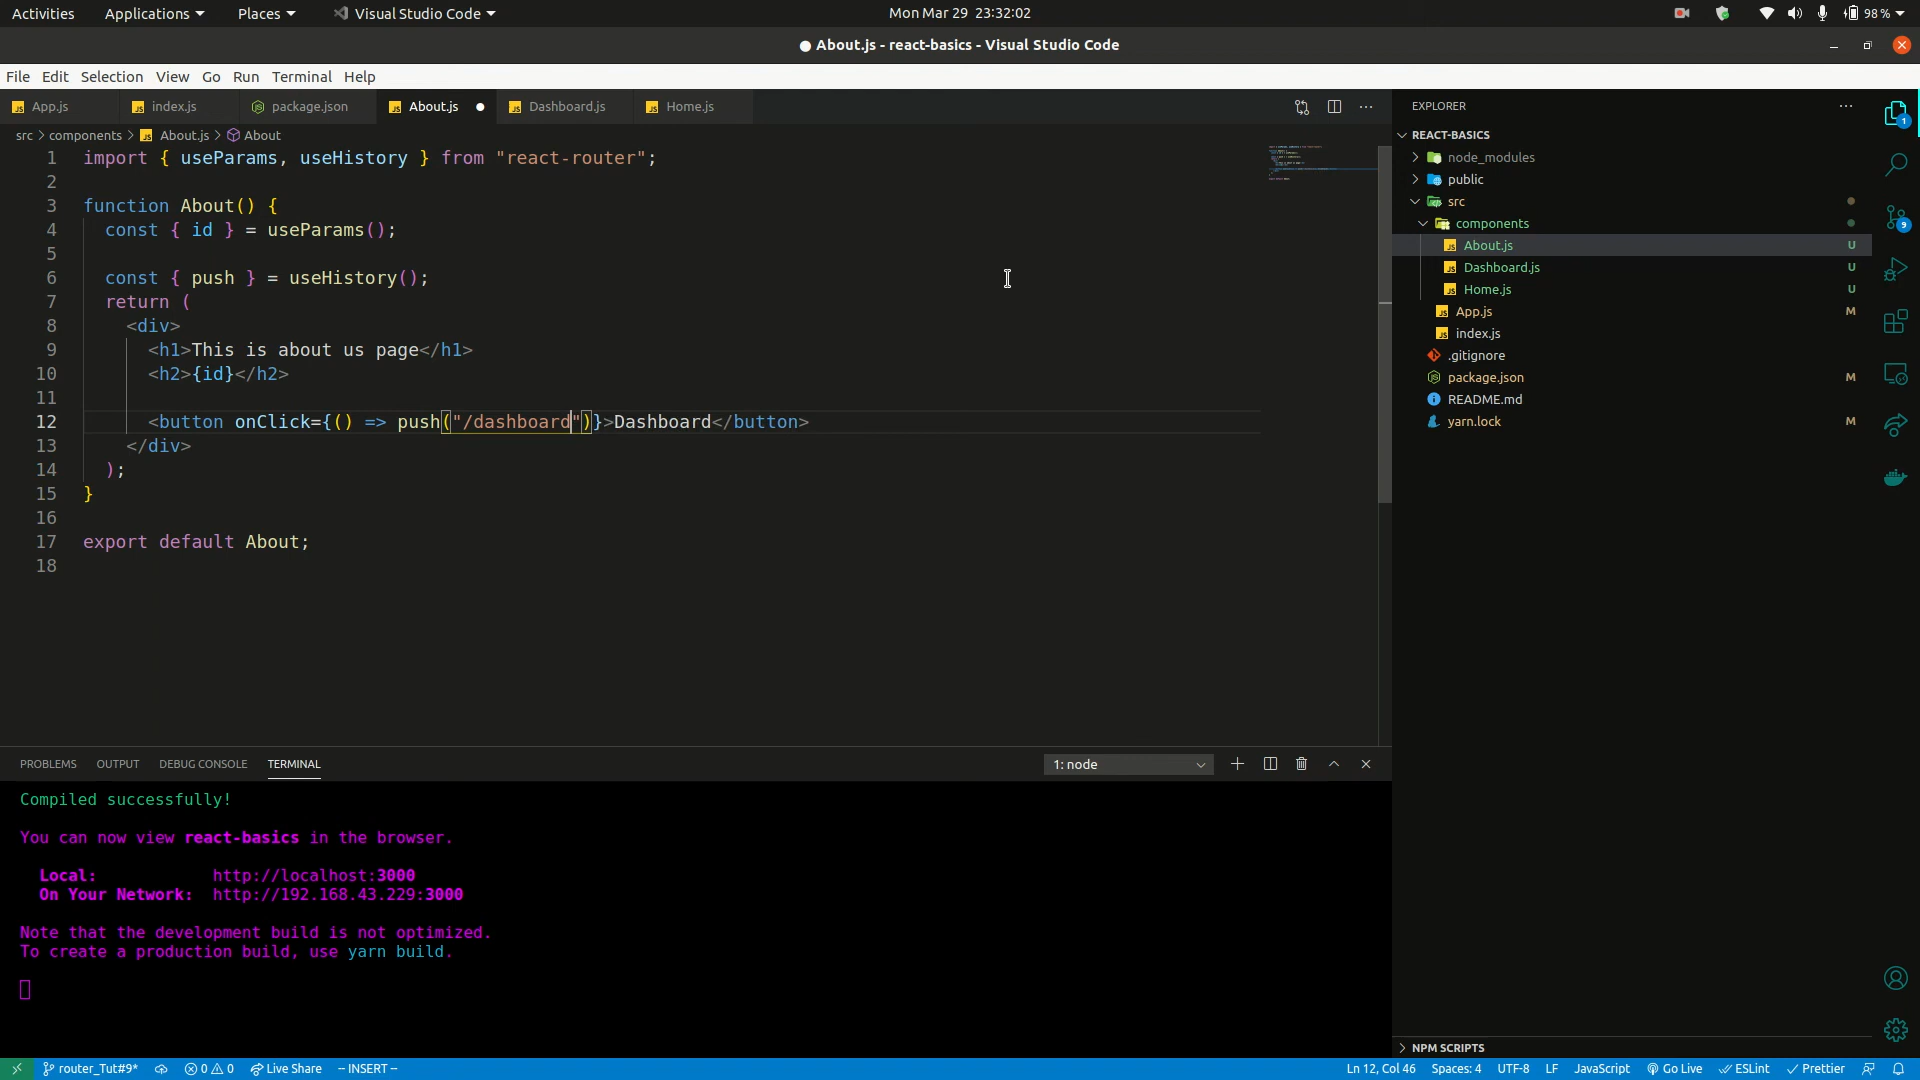 Activities Applications Places Visual Studio Code Mon Mar 29 23:32:02 98 %
● About.js - react-basics - Visual Studio Code
File Edit Selection View Go Run Terminal Help
App.js index.js package.json About.js Dashboard.js Home.js
src > components > About.js > About
1 import { useParams, useHistory } from "react-router";
2
3 function About() {
4 const { id } = useParams();
5
6 const { push } = useHistory();
7 return (
8 <div>
9 <h1>This is about us page</h1>
10 <h2>{id}</h2>
11
12 <button onClick={() => push("/dashboard")}>Dashboard</button>
13 </div>
14 );
15 }
16
17 export default About;
18
EXPLORER
REACT-BASICS
node_modules
public
src
components
About.js U
Dashboard.js U
Home.js U
App.js M
index.js
.gitignore
package.json M
README.md
yarn.lock M
NPM SCRIPTS
1
9
PROBLEMS OUTPUT DEBUG CONSOLE TERMINAL 1: node
Compiled successfully!
You can now view react-basics in the browser.
Local: http://localhost:3000
On Your Network: http://192.168.43.229:3000
Note that the development build is not optimized.
To create a production build, use yarn build.
router_Tut#9* 0 0 Live Share -- INSERT -- Ln 12, Col 46 Spaces: 4 UTF-8 LF JavaScript Go Live ESLint Prettier